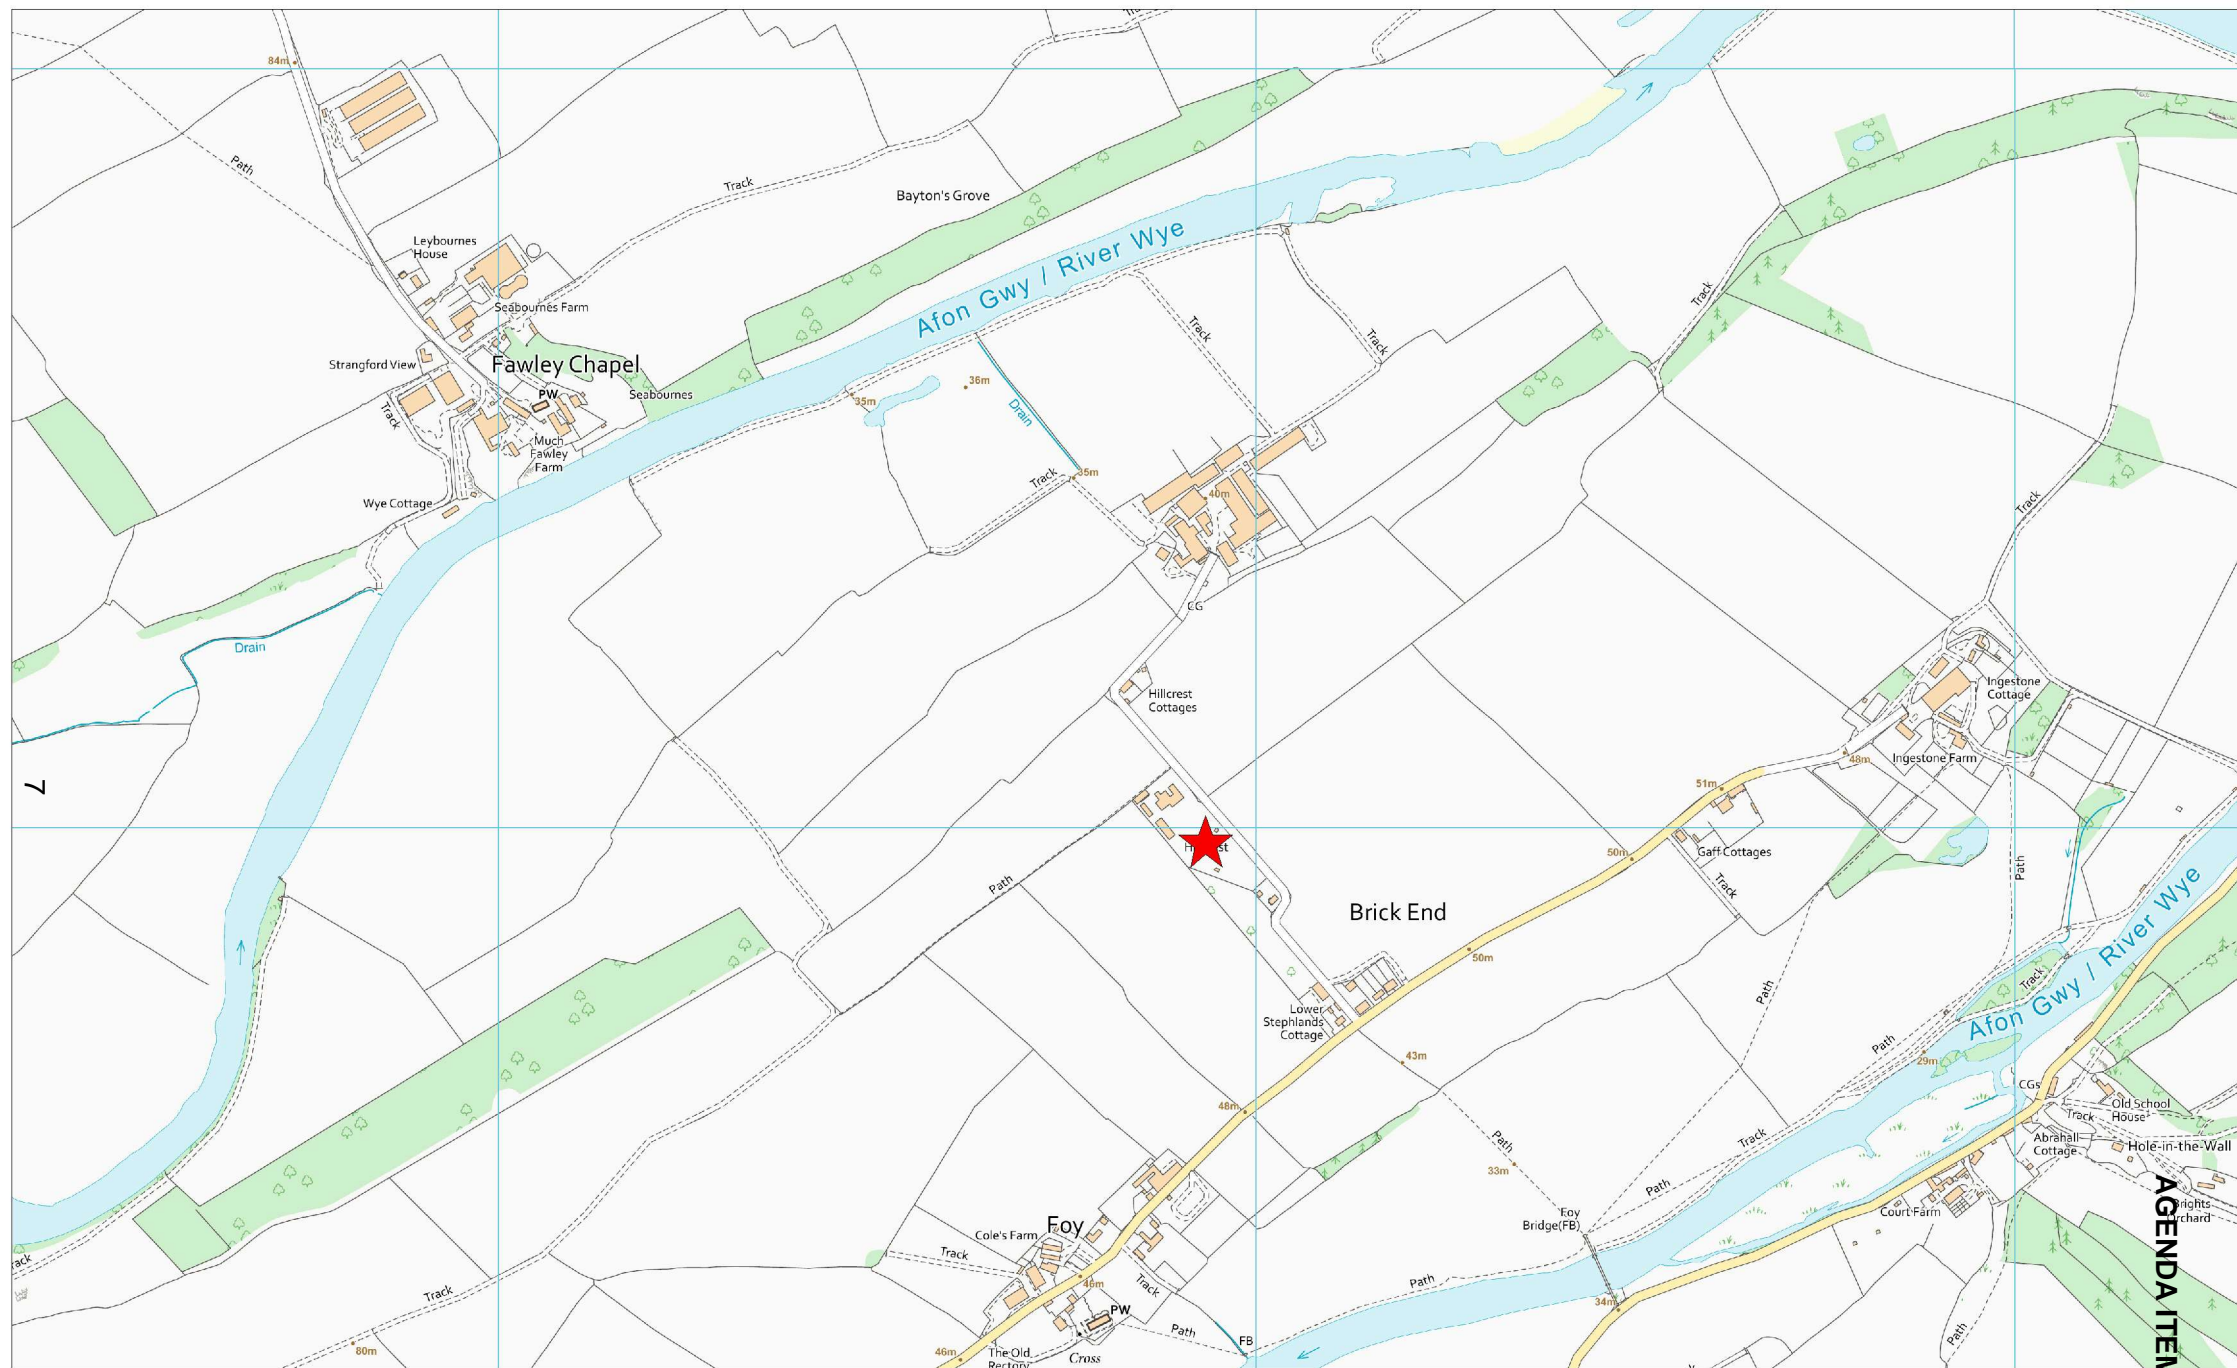 84m
Path
Track
Bayton's Grove
Leybournes
House
Afon Gwy / River Wye
Seabournes Farm
Track
Track
Track
Strangford View
Fawley Chapel
PW
Seabournes
36m
35m
Track
Drain
Much
Fawley
Farm
Track
35m
40m
Wye Cottage
Track
CG
Drain
Hillcrest
Cottages
Ingestone
Cottage
7
51m
48m
Ingestone Farm
50m
Gaff Cottages
Path
Track
Path
Brick End
50m
Afon Gwy / River Wye
Track
Path
Lower
Stephlands
Cottage
43m
Path
29m
CGs
Old School
House
48m
Track
Path
Track
Abrahall
Cottage
Hole-in-the-Wall
33m
Path
AGENDA ITEM
Brights
Orchard
Foy
Bridge(FB)
Court Farm
Foy
Cole's Farm
Track
46m
Track
Path
Track
34m
PW
Path
FB
Path
80m
46m
The Old
Rectory
Cross